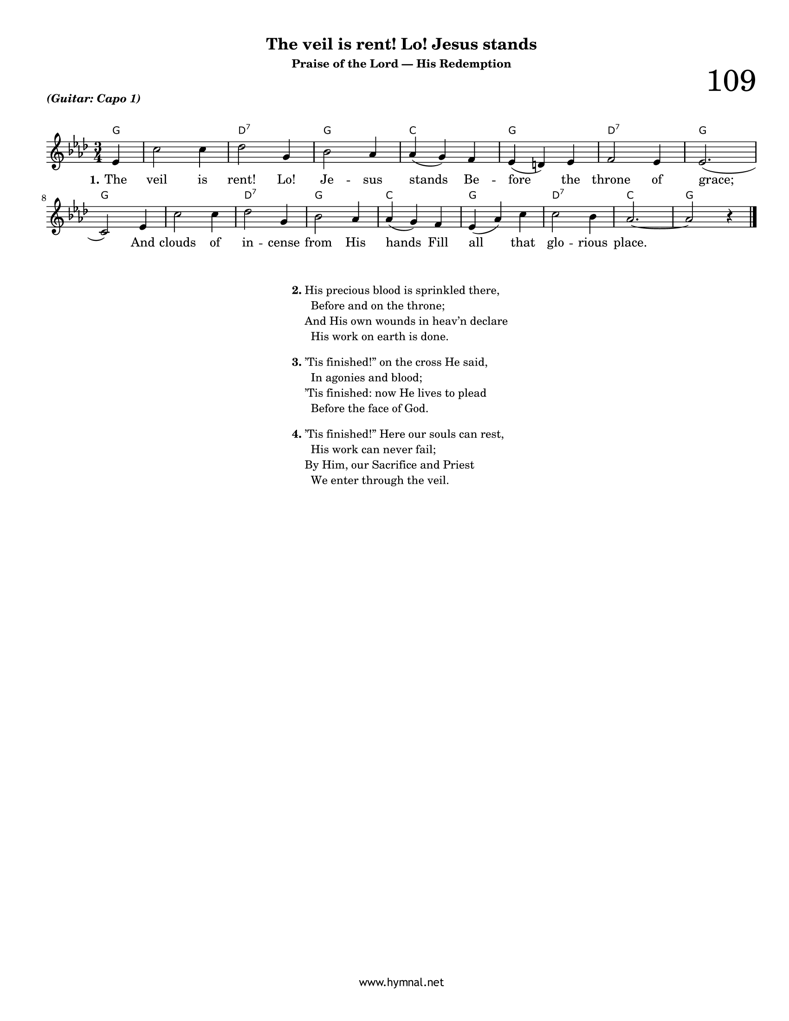 The veil is rent! Lo! Jesus stands
Praise of the Lord — His Redemption
109
(Guitar: Capo 1)
G D7 G C G D7 G
3
4
1. The veil is rent! Lo! Je - sus stands Be - fore the throne of grace;
8 G D7 G C G D7 C G
And clouds of in - cense from His hands Fill all that glo - rious place.
2. His precious blood is sprinkled there,
Before and on the throne;
And His own wounds in heav’n declare
His work on earth is done.
3. ’Tis finished!” on the cross He said,
In agonies and blood;
’Tis finished: now He lives to plead
Before the face of God.
4. ’Tis finished!” Here our souls can rest,
His work can never fail;
By Him, our Sacrifice and Priest
We enter through the veil.
www.hymnal.net